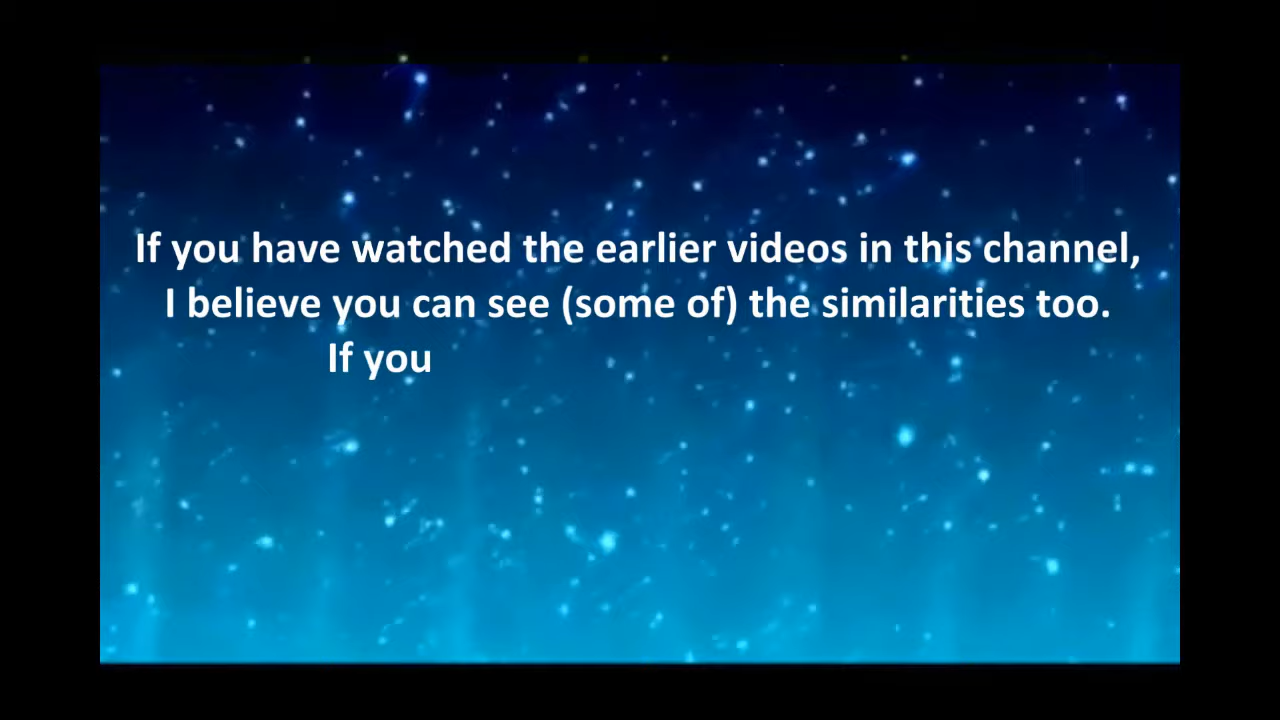 If you have watched the earlier videos in this channel,
I believe you can see (some of) the similarities too.
If you